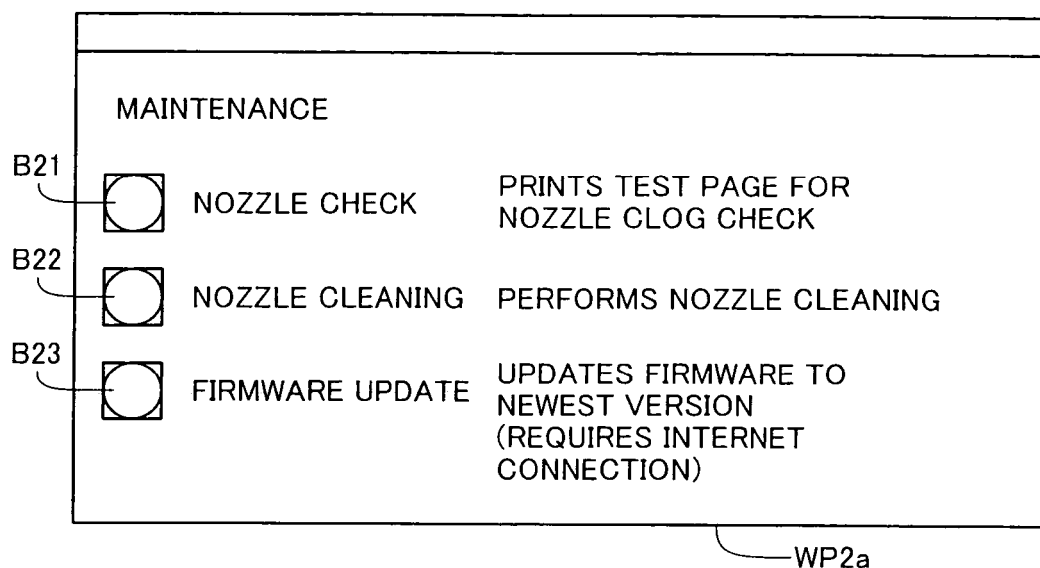 MAINTENANCE
B21
NOZZLE CHECK
PRINTS TEST PAGE FOR
NOZZLE CLOG CHECK
B22
NOZZLE CLEANING
PERFORMS NOZZLE CLEANING
B23
FIRMWARE UPDATE
UPDATES FIRMWARE TO
NEWEST VERSION
(REQUIRES INTERNET
CONNECTION)
WP2a